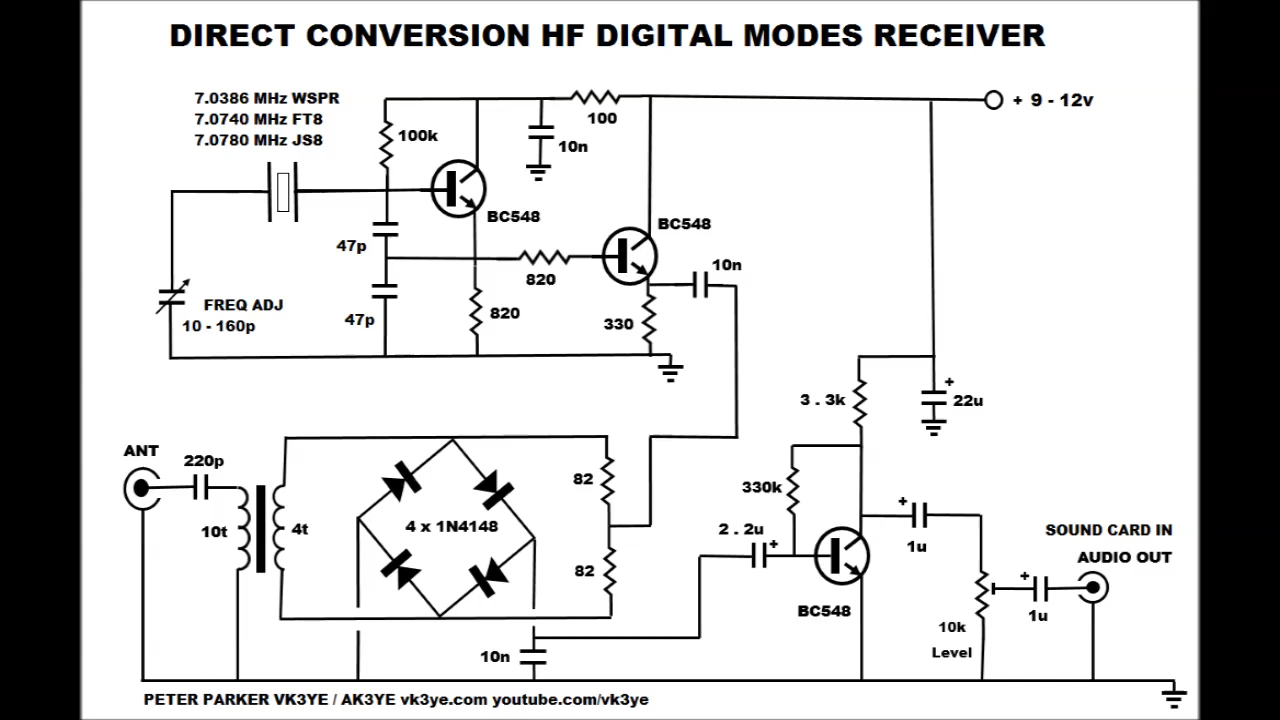 DIRECT CONVERSION HF DIGITAL MODES RECEIVER
7.0386 MHz WSPR
7.0740 MHz FT8
7.0780 MHz JS8
+ 9 - 12v
100
100k
10n
BC548
BC548
47p
10n
820
FREQ ADJ
10 - 160p
47p
820
330
3 . 3k
+
22u
ANT
220p
82
330k
10t
4t
4 x 1N4148
+
2 . 2u
+
1u
SOUND CARD IN
AUDIO OUT
82
+
BC548
1u
10k
Level
10n
PETER PARKER VK3YE / AK3YE vk3ye.com youtube.com/vk3ye